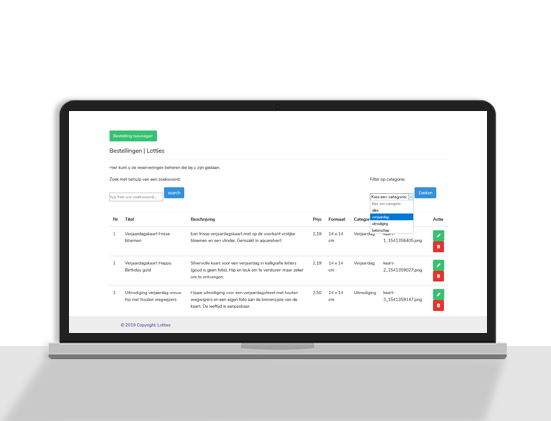 Bestelling toevoegen
Bestellingen | Lotties
Hier kunt u de reserveringen beheren die bij u zijn gedaan.
Zoek met behulp van een zoekwoord:
Filter op categorie:
Typ hier uw zoekwoord...
search
Kies een categorie:
Zoeken
Kies een categorie:
alles
verjaardag
uitnodiging
beterschap
Nr Titel Beschrijving Prijs Formaat Categorie Actie
1 Verjaardagskaart Frisse bloemen Een frisse verjaardagskaart met op de voorkant vrolijke bloemen en een vlinder. Gemaakt in aquarelverf. 2,19 14 x 14 cm Verjaardag kaart-1_1541358405.png
2 Verjaardagskaart Happy Birthday gold Sfeervolle kaart voor een verjaardag in kalligrafie letters (goud is geen folie). Hip en leuk om te versturen maar zeker om te ontvangen. 2,19 14 x 14 cm Verjaardag kaart-2_1541359027.png
3 Uitnodiging verjaardag vrouw hip met houten wegwijzers Hippe uitnodiging voor een verjaardagsfeest met houten wegwijzers en een eigen foto aan de binnenzijde van de kaart. De leeftijd is aanpasbaar. 2,50 14 x 14 cm Uitnodiging kaart-3_1541359147.png
© 2019 Copyright: Lotties